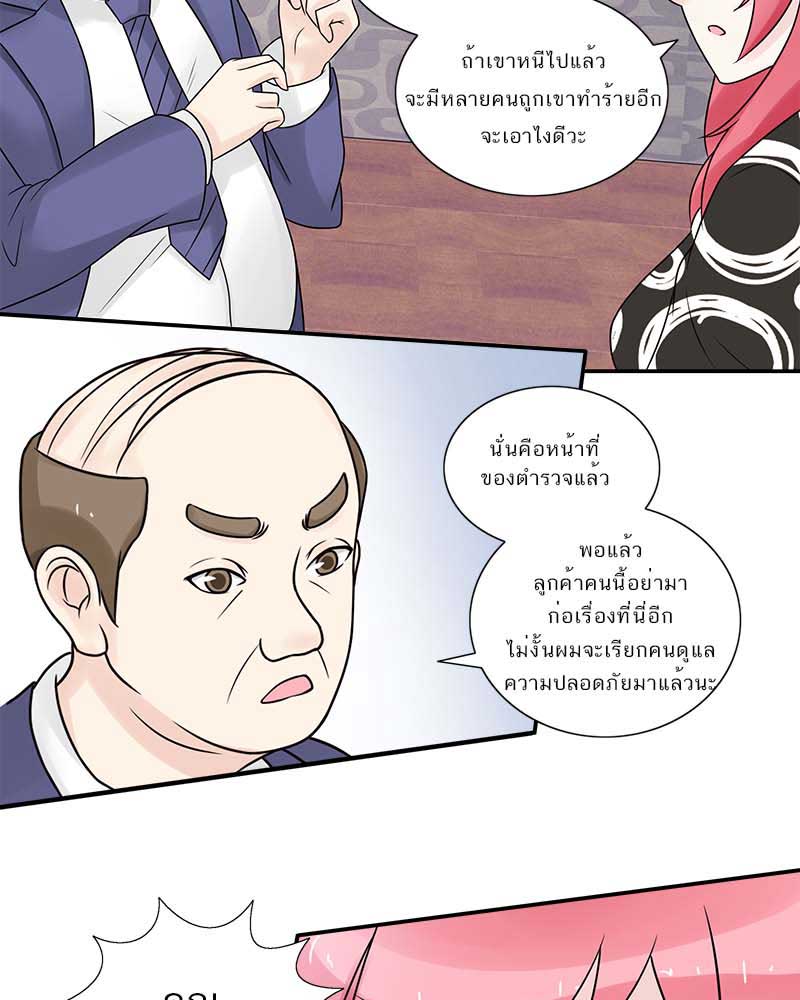 ถ้าเขาหนีไปแล้ว
จะมีหลายคนถูกเขาทำร้ายอีก
จะเอาไงดีวะ
นั่นคือหน้าที่
ของตำรวจแล้ว
พอแล้ว
ลูกค้าคนนี้อย่ามา
ก่อเรื่องที่นี่อีก
ไม่งั้นผมจะเรียกคนดูแล
ความปลอดภัยมาแล้วนะ